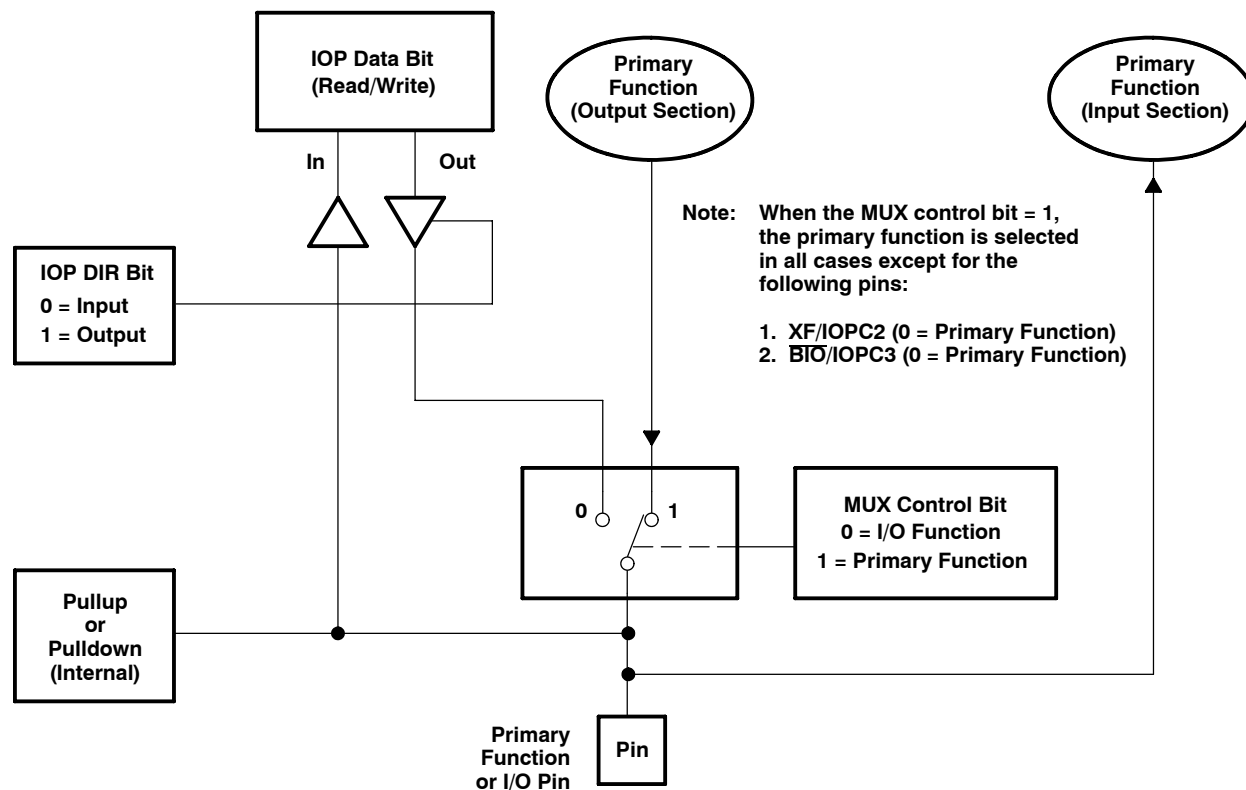 IOP Data Bit
(Read/Write)
Primary
Function
(Output Section)
Primary
Function
(Input Section)
In
Out
Note: When the MUX control bit = 1,
the primary function is selected
in all cases except for the
following pins:
1. XF/IOPC2 (0 = Primary Function)
2. B̅I̅O̅/IOPC3 (0 = Primary Function)
IOP DIR Bit
0 = Input
1 = Output
0
1
MUX Control Bit
0 = I/O Function
1 = Primary Function
Pullup
or
Pulldown
(Internal)
Primary
Function
or I/O Pin
Pin